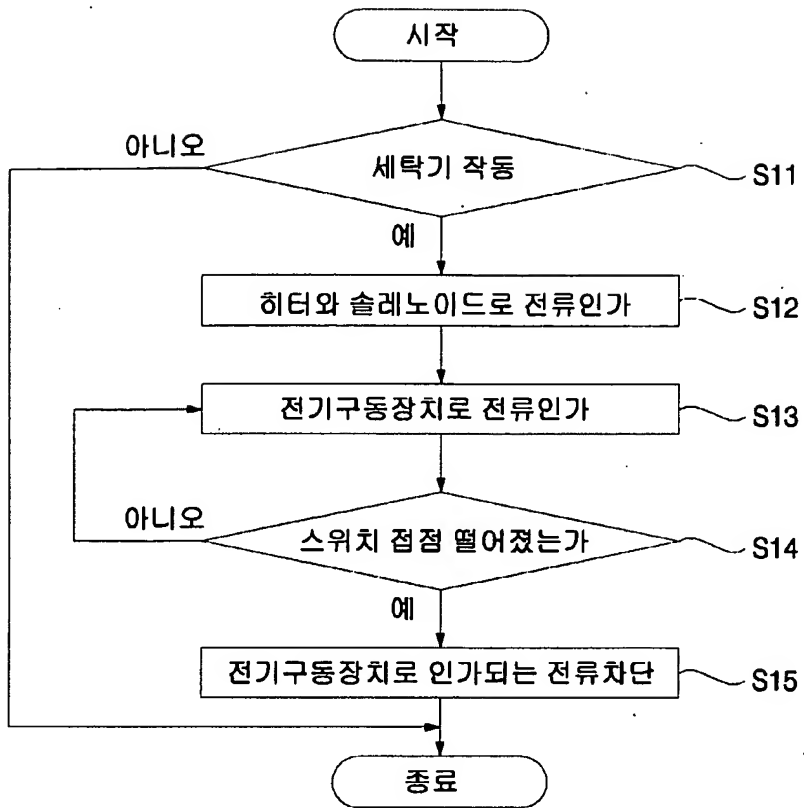 시작
아니오
세탁기 작동
S11
예
히터와 솔레노이드로 전류인가
S12
전기구동장치로 전류인가
S13
아니오
스위치 접점 떨어졌는가
S14
예
전기구동장치로 인가되는 전류차단
S15
종료